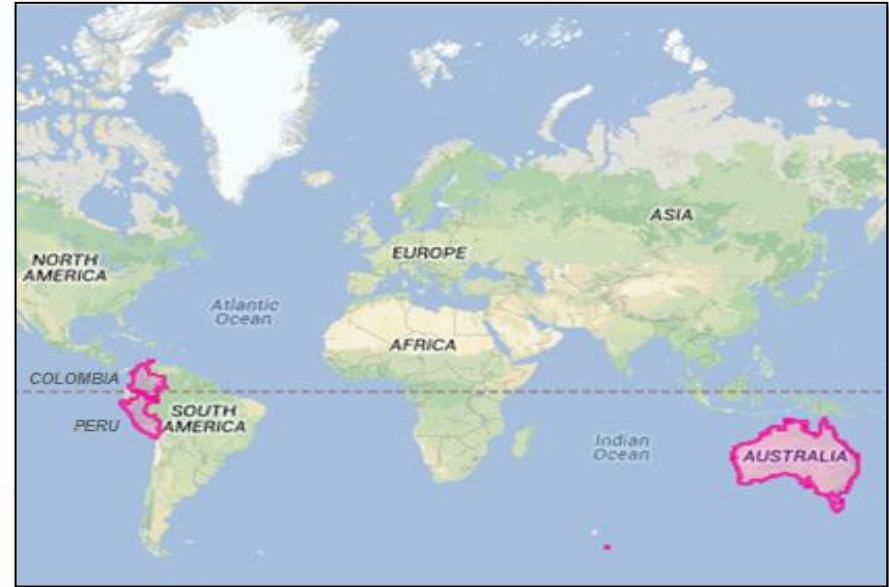 ASIA
EUROPE
NORTH
AMERICA
Atlantic
Ocean
AFRICA
COLOMBIA
SOUTH
AMERICA
PERU
Indian
Ocean
AUSTRALIA